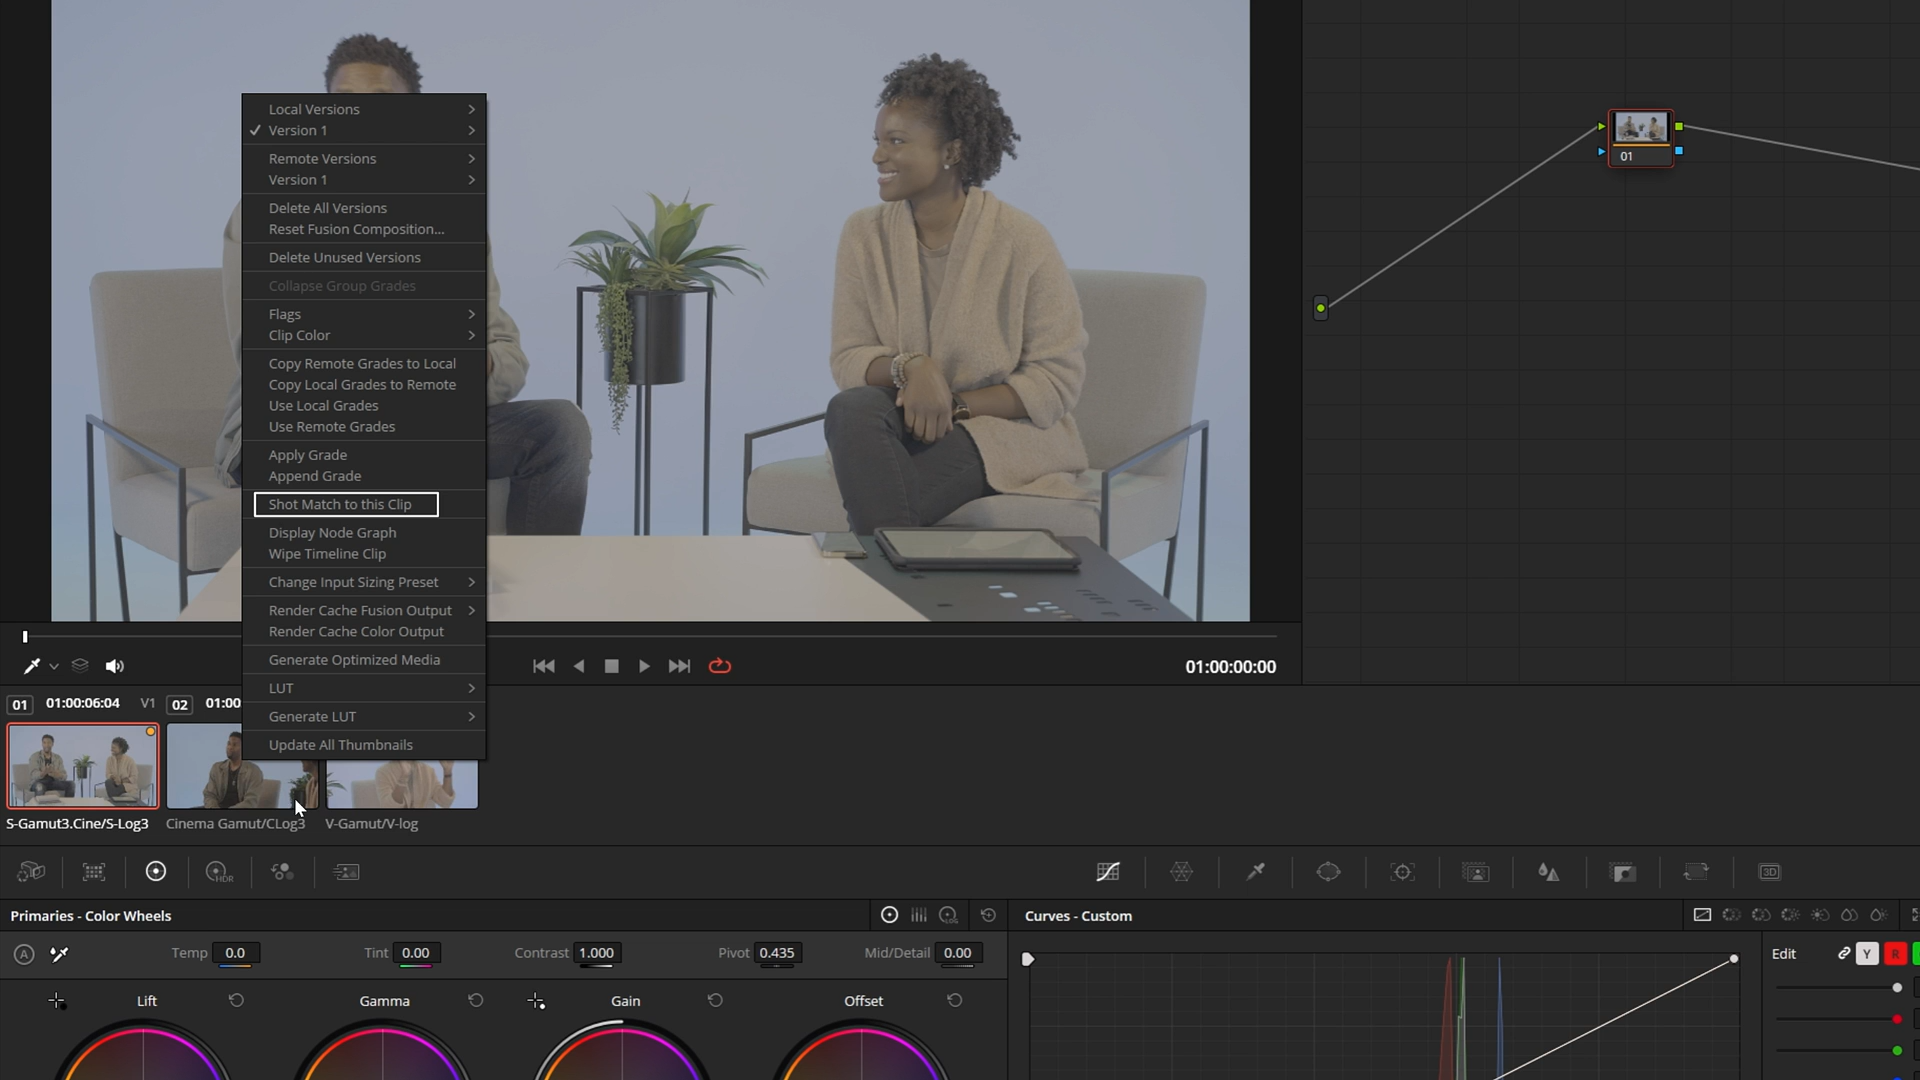 Local Versions
Version 1
Remote Versions
Version 1
Delete All Versions
Reset Fusion Composition...
Delete Unused Versions
Collapse Group Grades
Flags
Clip Color
Copy Remote Grades to Local
Copy Local Grades to Remote
Use Local Grades
Use Remote Grades
Apply Grade
Append Grade
Shot Match to this Clip
Display Node Graph
Wipe Timeline Clip
Change Input Sizing Preset
Render Cache Fusion Output
Render Cache Color Output
Generate Optimized Media
LUT
Generate LUT
Update All Thumbnails
01
01:00:00:00
01 01:00:06:04 V1 02 01:00
S-Gamut3.Cine/S-Log3 Cinema Gamut/CLog3 V-Gamut/V-log
HDR
3D
Primaries - Color Wheels
LOG
Curves - Custom
A Temp 0.0 Tint 0.00 Contrast 1.000 Pivot 0.435 Mid/Detail 0.00
Edit Y R
Lift Gamma Gain Offset